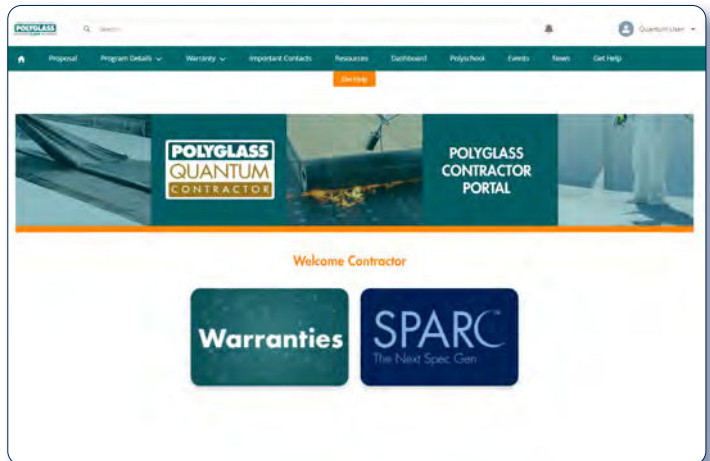 POLYGLASS
Search...
Quantum User
Proposal
Program Details
Warranty
Important Contacts
Resources
Dashboard
Polyschool
Events
News
Get Help
Get Help
POLYGLASS
QUANTUM
CONTRACTOR
POLYGLASS
CONTRACTOR
PORTAL
Welcome Contractor
Warranties
SPARC™
The Next Spec Gen